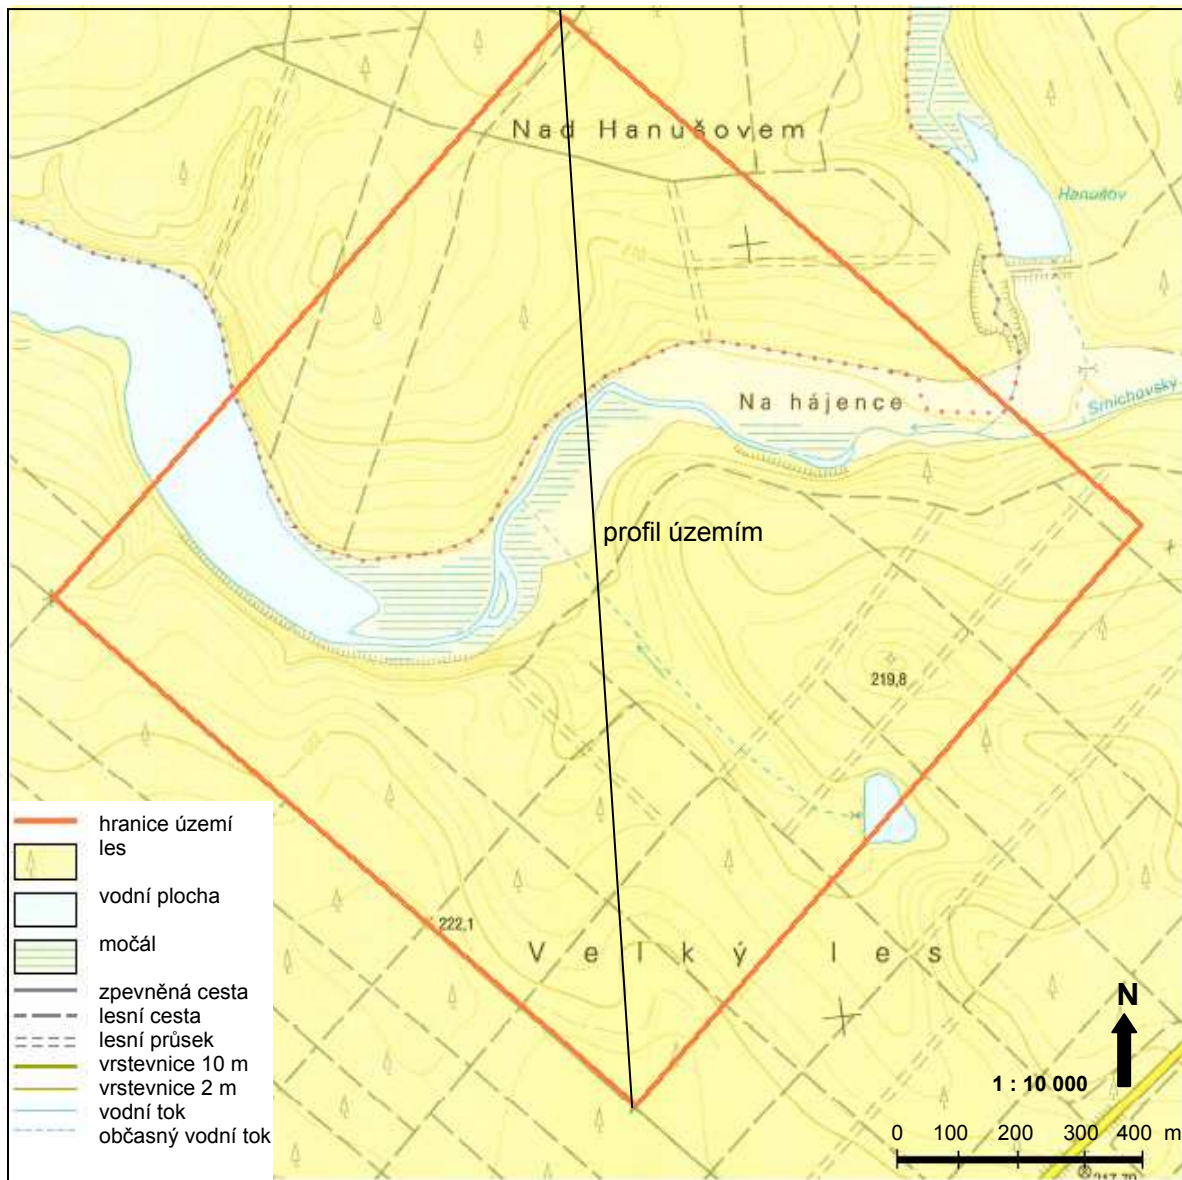 Nad Hanušovem
Hanušov
Na hájence
Smíchovský
profil územím
219,8
222,1
Velký les
hranice území
les
vodní plocha
močál
zpevněná cesta
lesní cesta
lesní průsek
vrstevnice 10 m
vrstevnice 2 m
vodní tok
občasný vodní tok
N
1 : 10 000
0 100 200 300 400 m